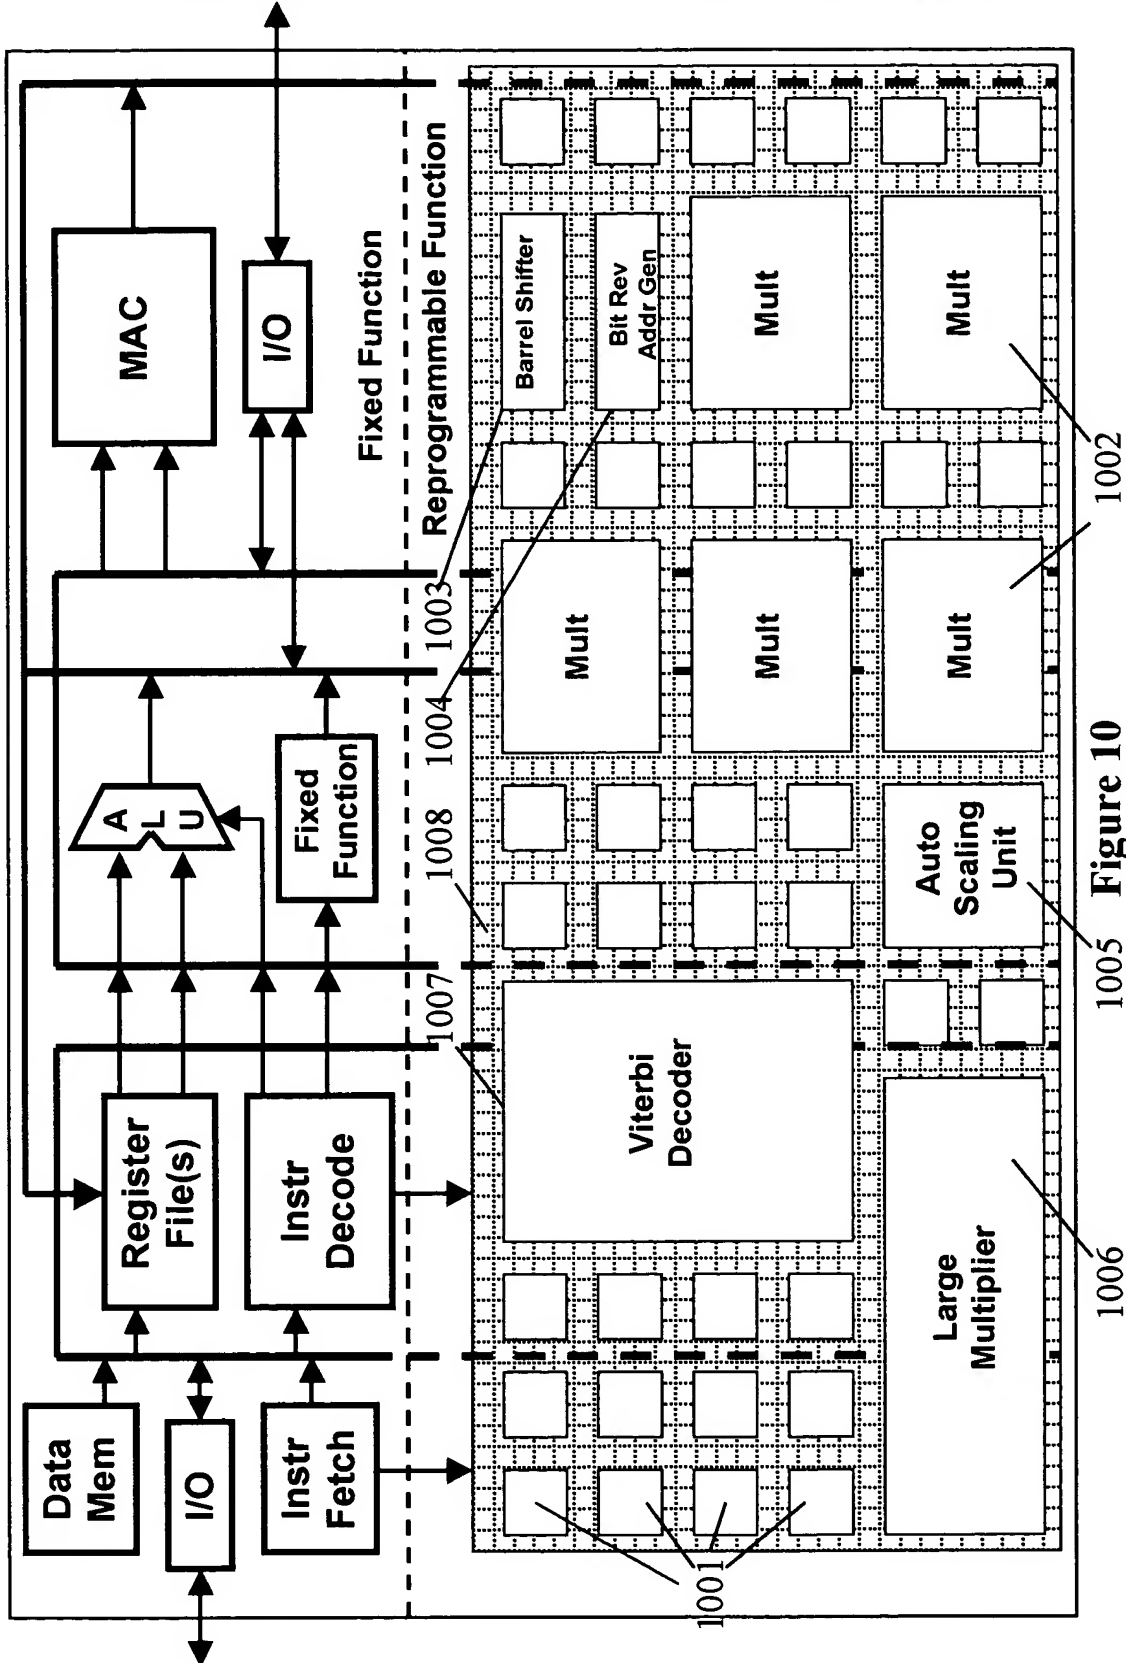 Data
Mem
I/O
Instr
Fetch
Register
File(s)
Instr
Decode
A
L
U
Fixed
Function
MAC
I/O
Fixed Function
Reprogrammable Function
1007
1008
1004
1003
Viterbi
Decoder
Mult
Barrel Shifter
Bit Rev
Addr Gen
Mult
Mult
Large
Multiplier
Auto
Scaling
Unit
Mult
Mult
1001
1006
1005
1002
Figure 10